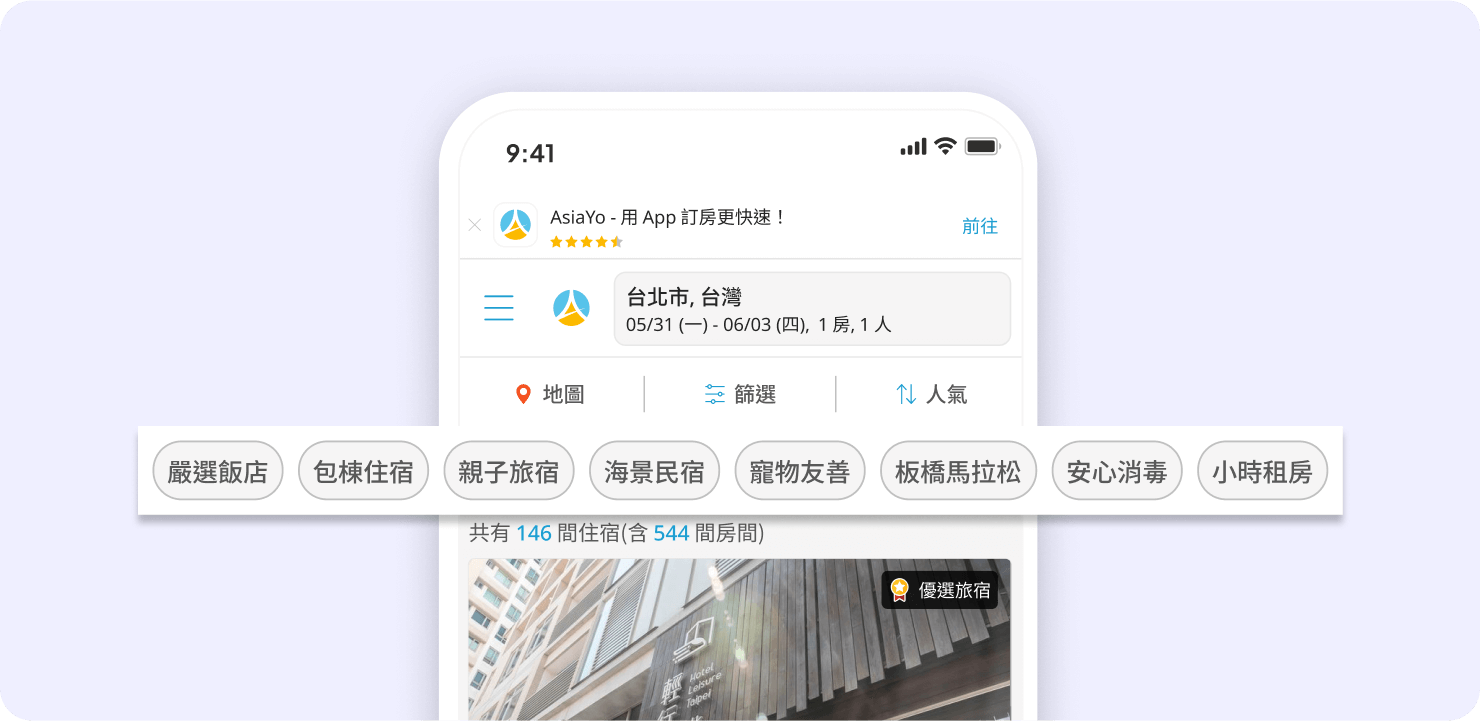 9:41
AsiaYo - 用 App 訂房更快速！
前往
台北市, 台灣
05/31 (一) - 06/03 (四), 1 房, 1 人
地圖
篩選
人氣
嚴選飯店
包棟住宿
親子旅宿
海景民宿
寵物友善
板橋馬拉松
安心消毒
小時租房
共有 146 間住宿(含 544 間房間)
優選旅宿
Hotel
Leisure
Taipei
輕